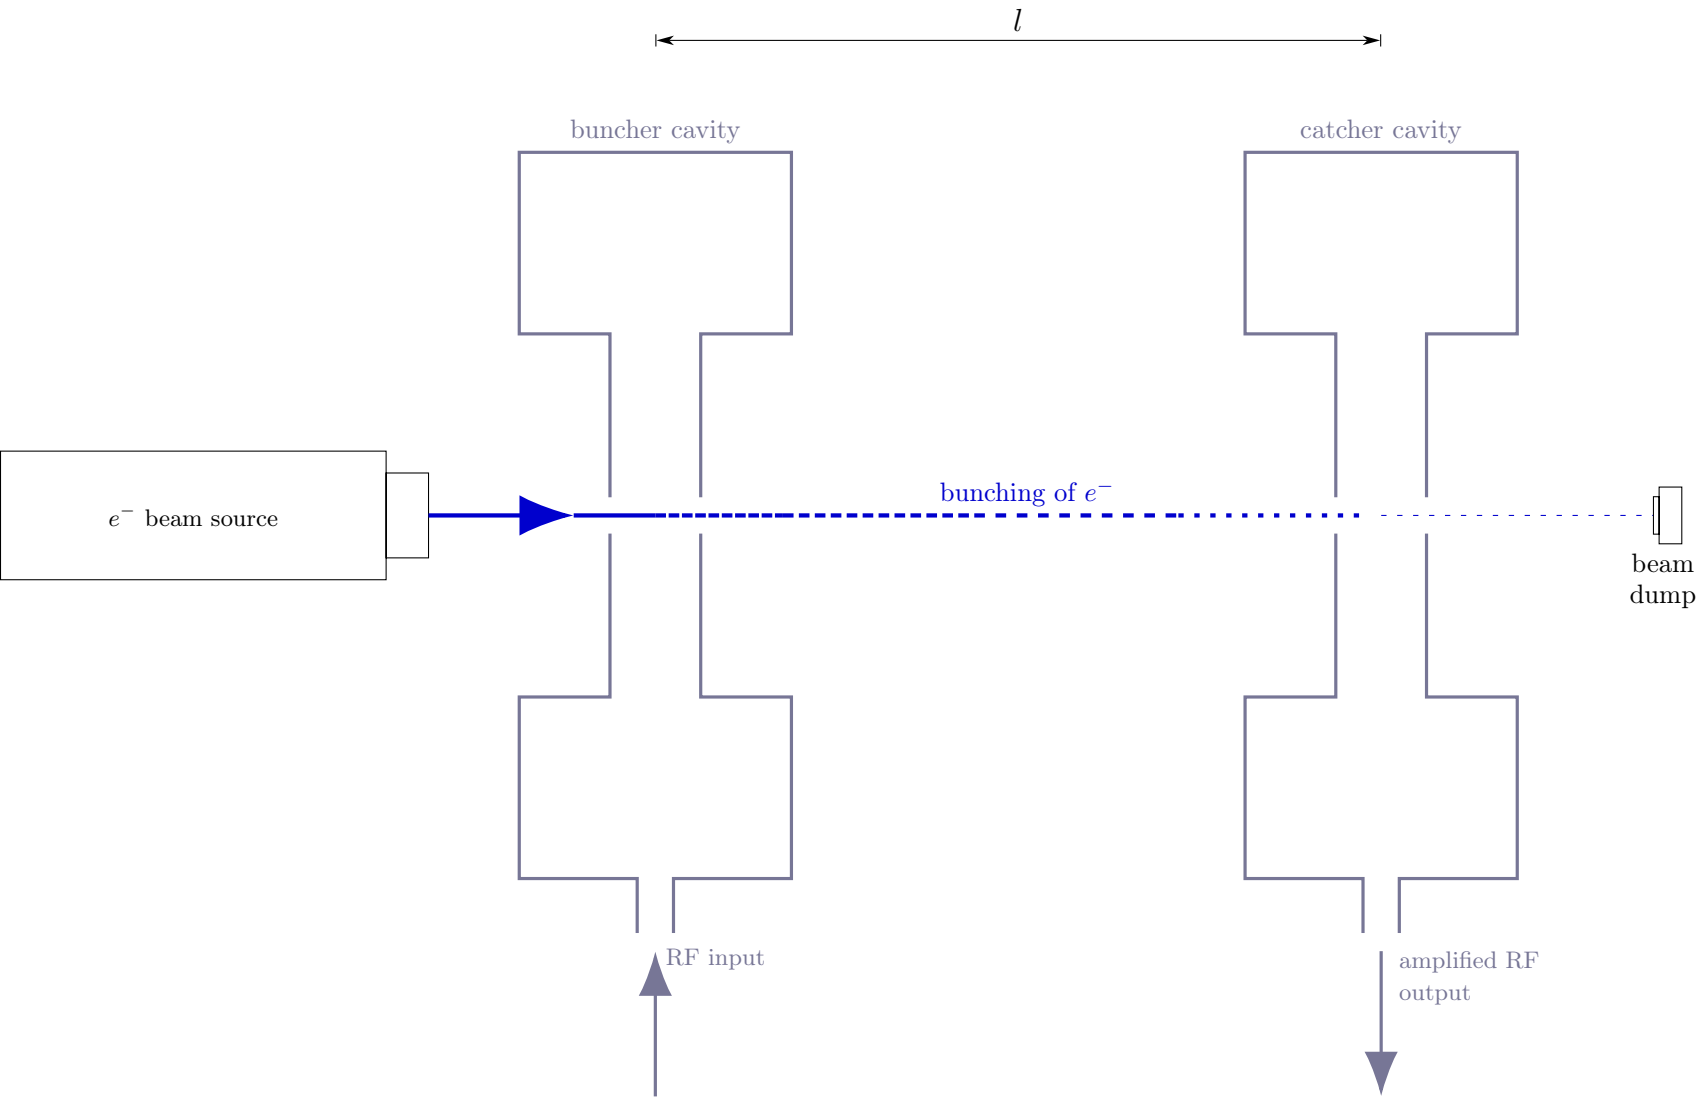 l
buncher cavity
catcher cavity
bunching of e⁻
e⁻ beam source
beam
dump
RF input
amplified RF
output